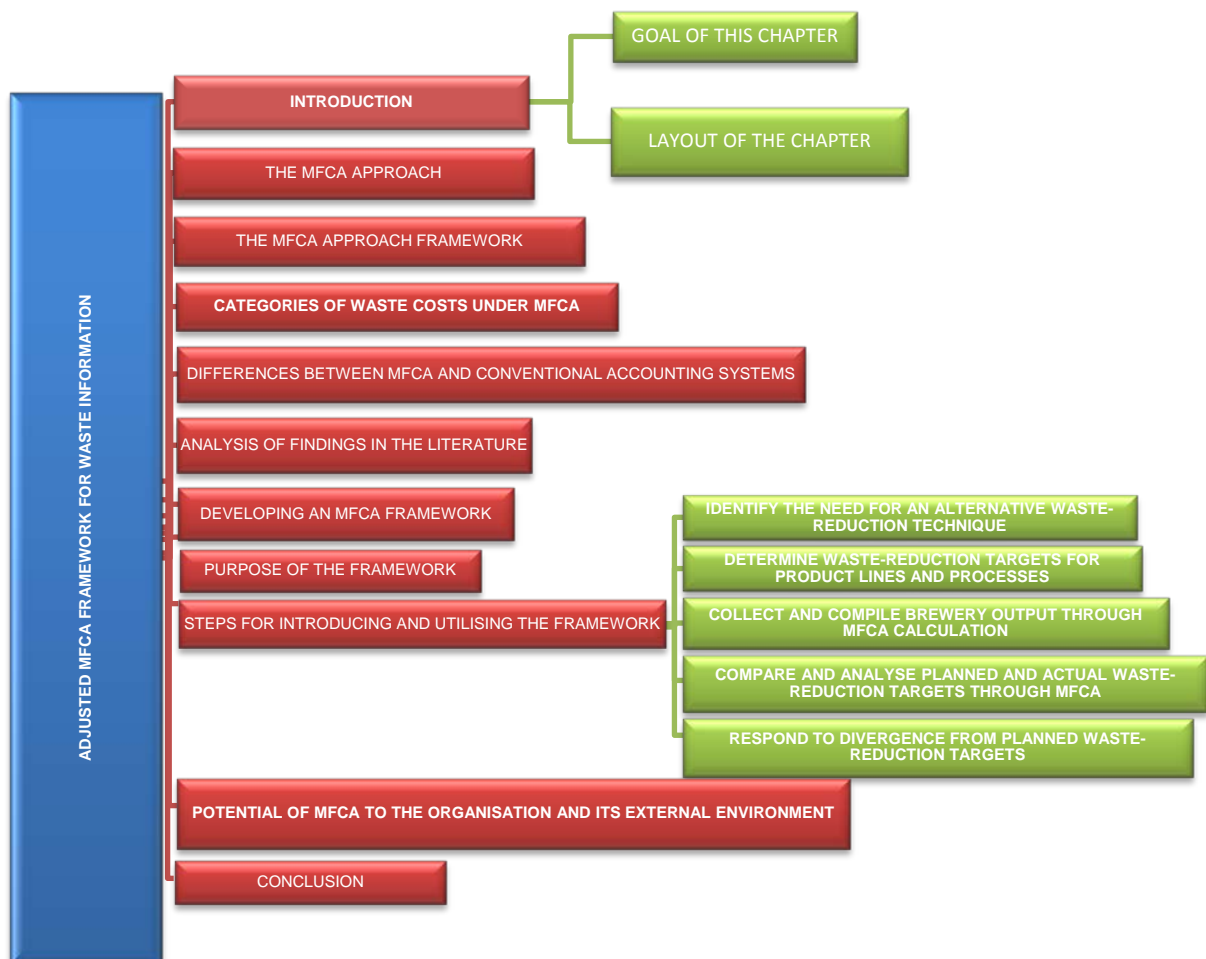 ADJUSTED MFCA FRAMEWORK FOR WASTE INFORMATION
INTRODUCTION
GOAL OF THIS CHAPTER
LAYOUT OF THE CHAPTER
THE MFCA APPROACH
THE MFCA APPROACH FRAMEWORK
CATEGORIES OF WASTE COSTS UNDER MFCA
DIFFERENCES BETWEEN MFCA AND CONVENTIONAL ACCOUNTING SYSTEMS
ANALYSIS OF FINDINGS IN THE LITERATURE
DEVELOPING AN MFCA FRAMEWORK
PURPOSE OF THE FRAMEWORK
STEPS FOR INTRODUCING AND UTILISING THE FRAMEWORK
IDENTIFY THE NEED FOR AN ALTERNATIVE WASTE-
REDUCTION TECHNIQUE
DETERMINE WASTE-REDUCTION TARGETS FOR
PRODUCT LINES AND PROCESSES
COLLECT AND COMPILE BREWERY OUTPUT THROUGH
MFCA CALCULATION
COMPARE AND ANALYSE PLANNED AND ACTUAL WASTE-
REDUCTION TARGETS THROUGH MFCA
RESPOND TO DIVERGENCE FROM PLANNED WASTE-
REDUCTION TARGETS
POTENTIAL OF MFCA TO THE ORGANISATION AND ITS EXTERNAL ENVIRONMENT
CONCLUSION